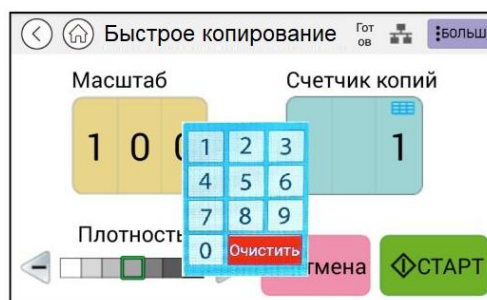 Быстрое копирование
Гот
ов
БОЛЬШ
Масштаб
Счетчик копий
1 0 0
1
1 2 3
4 5 6
7 8 9
0 Очистить
Плотность
тмена
СТАРТ